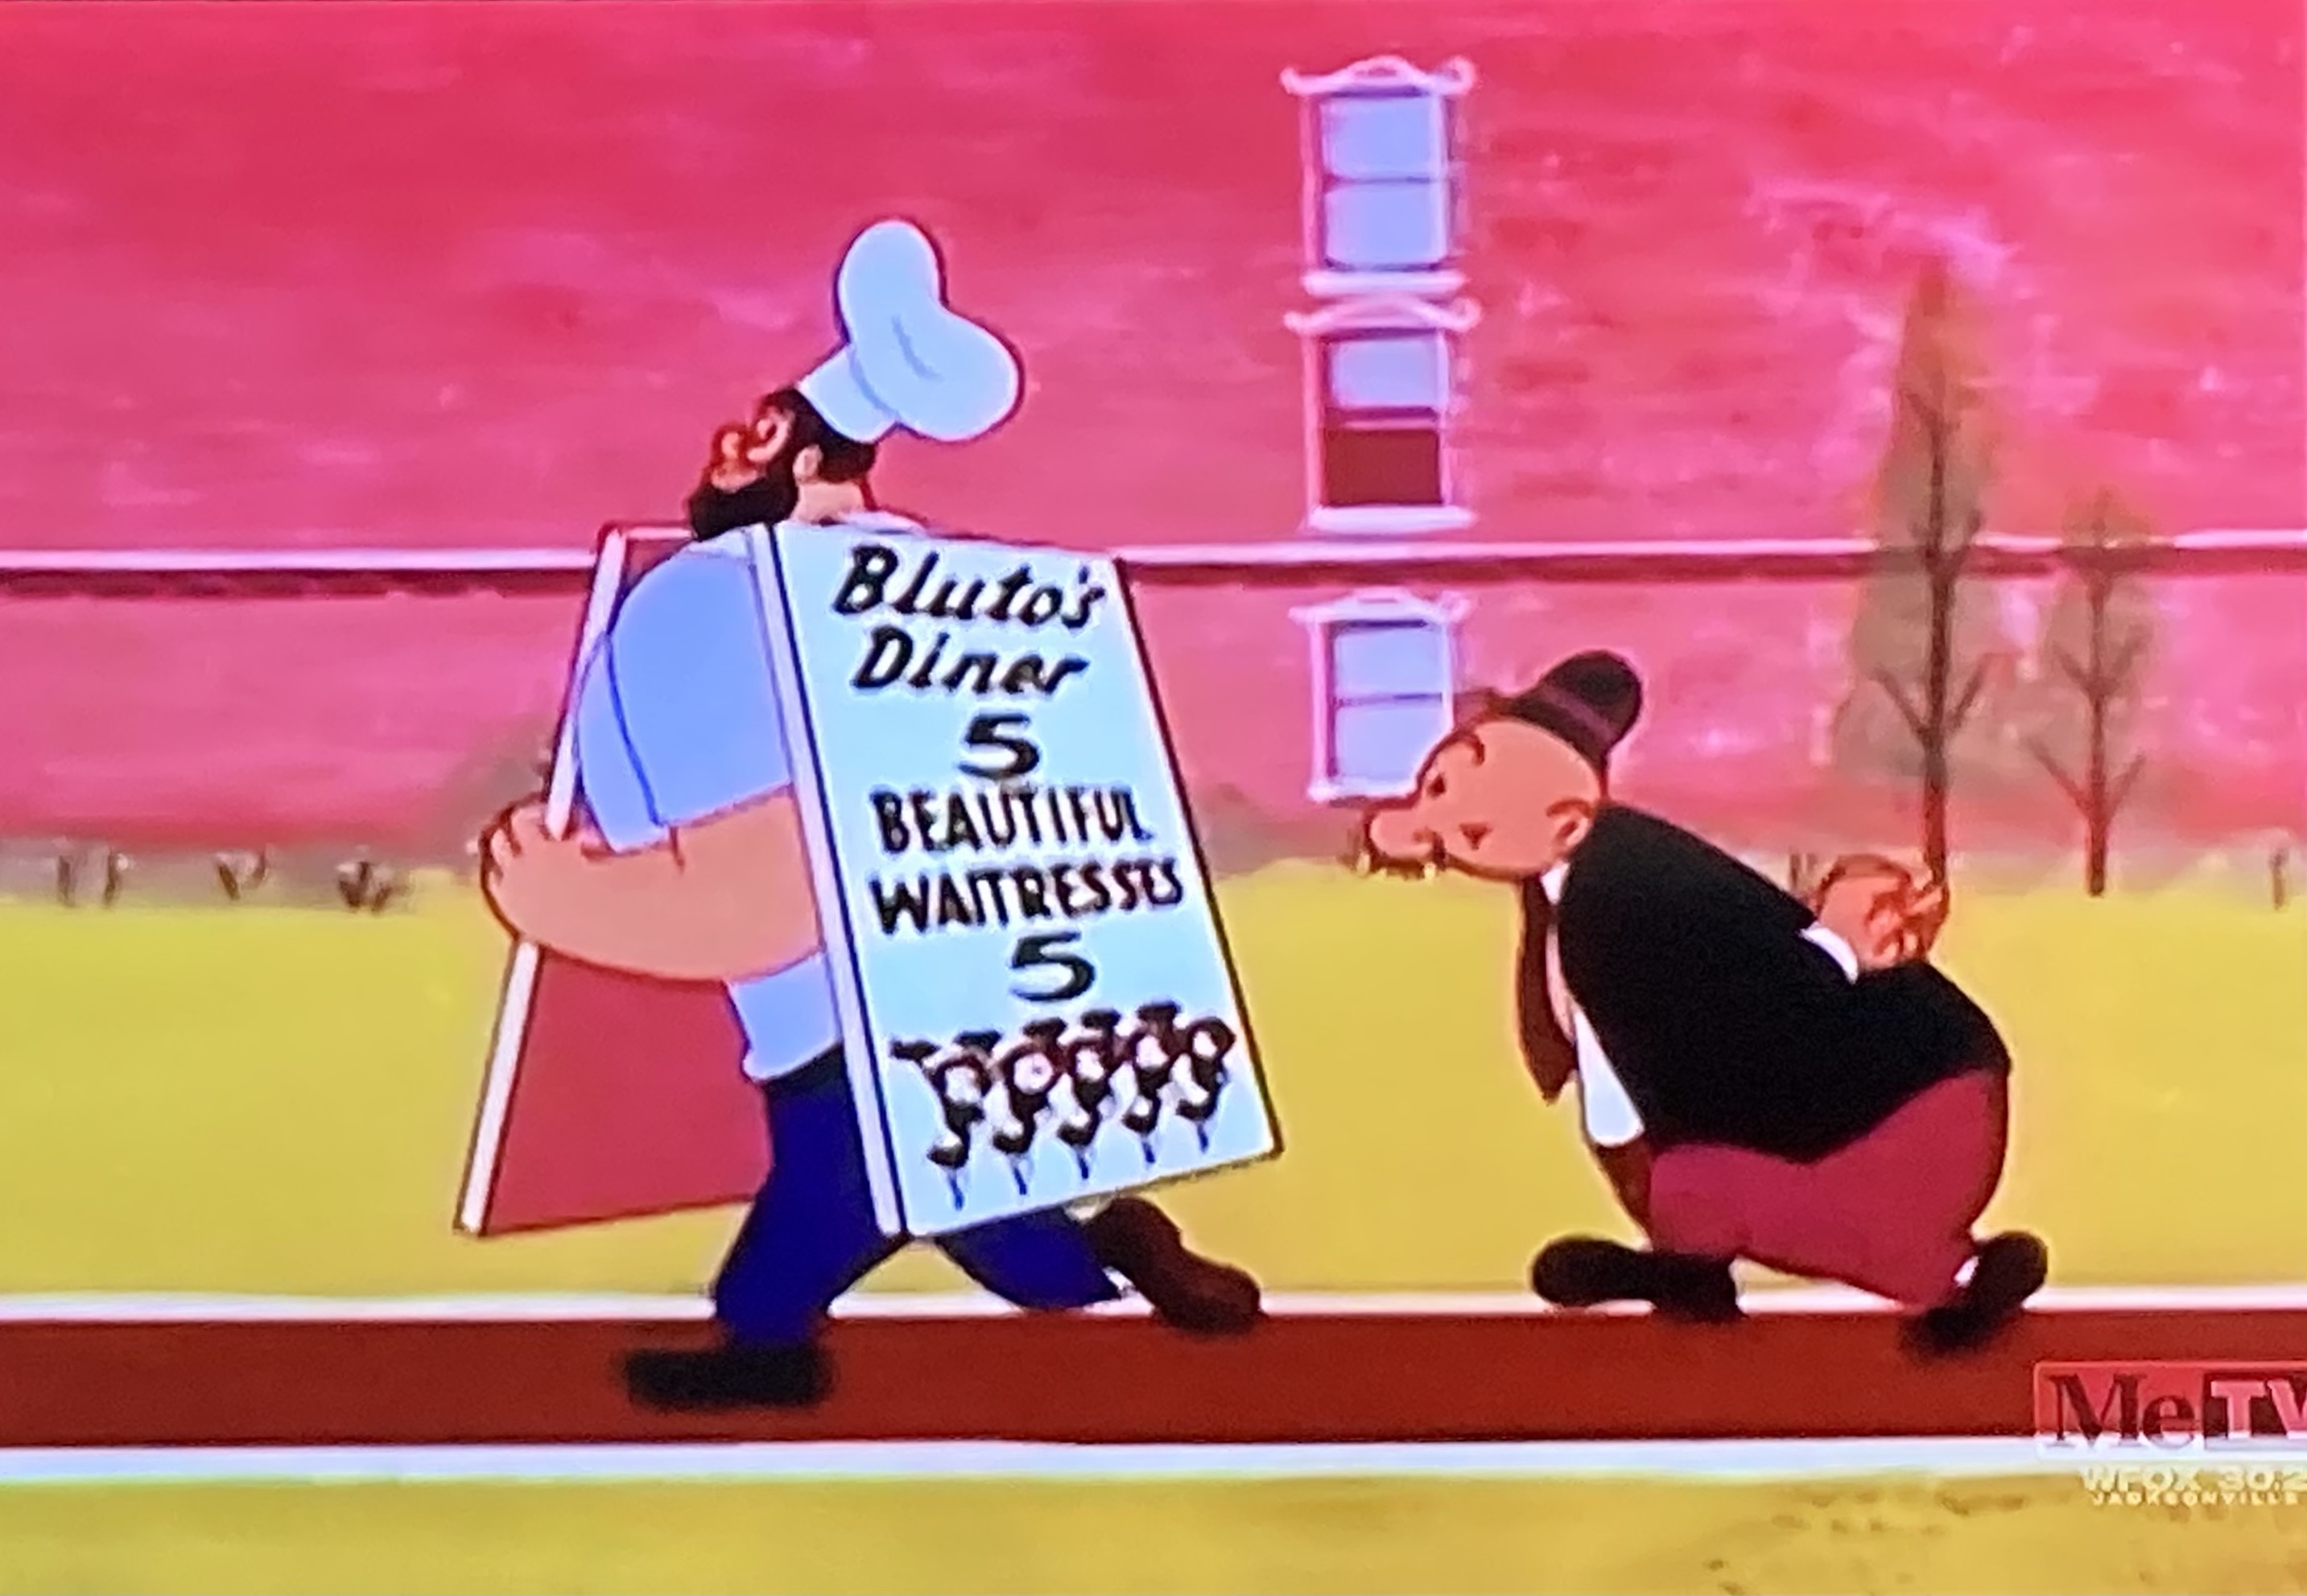 Bluto's
Diner
5
BEAUTIFUL
WAITRESSES
5
MeTV
WFOX 30.2
JACKSONVILLE